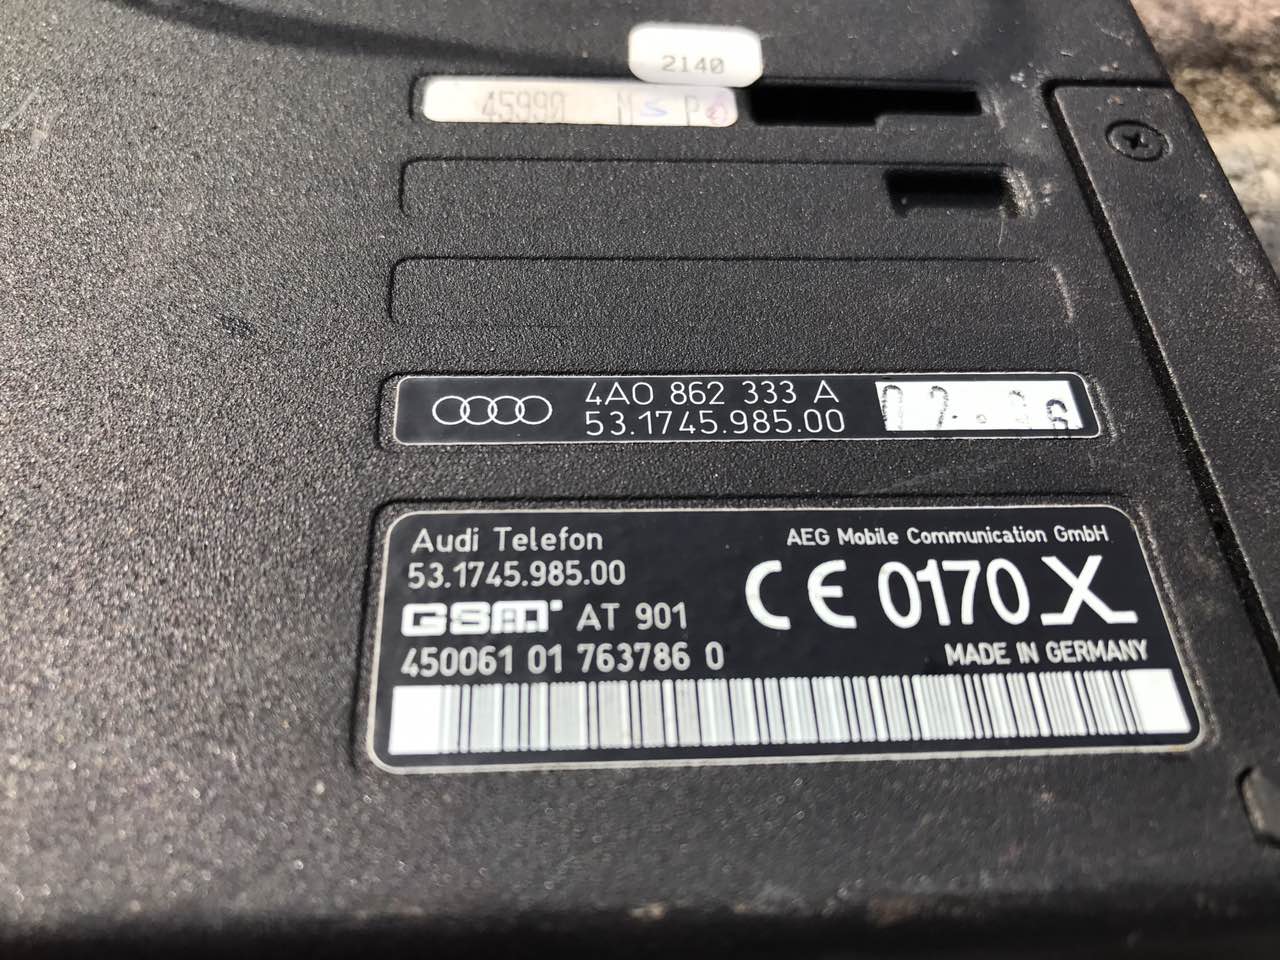 2140
45990 M S P
4A0 862 333 A
53.1745.985.00
Audi Telefon
AEG Mobile Communication GmbH
53.1745.985.00
CE 0170 X
GSM AT 901
450061 01 763786 0
MADE IN GERMANY